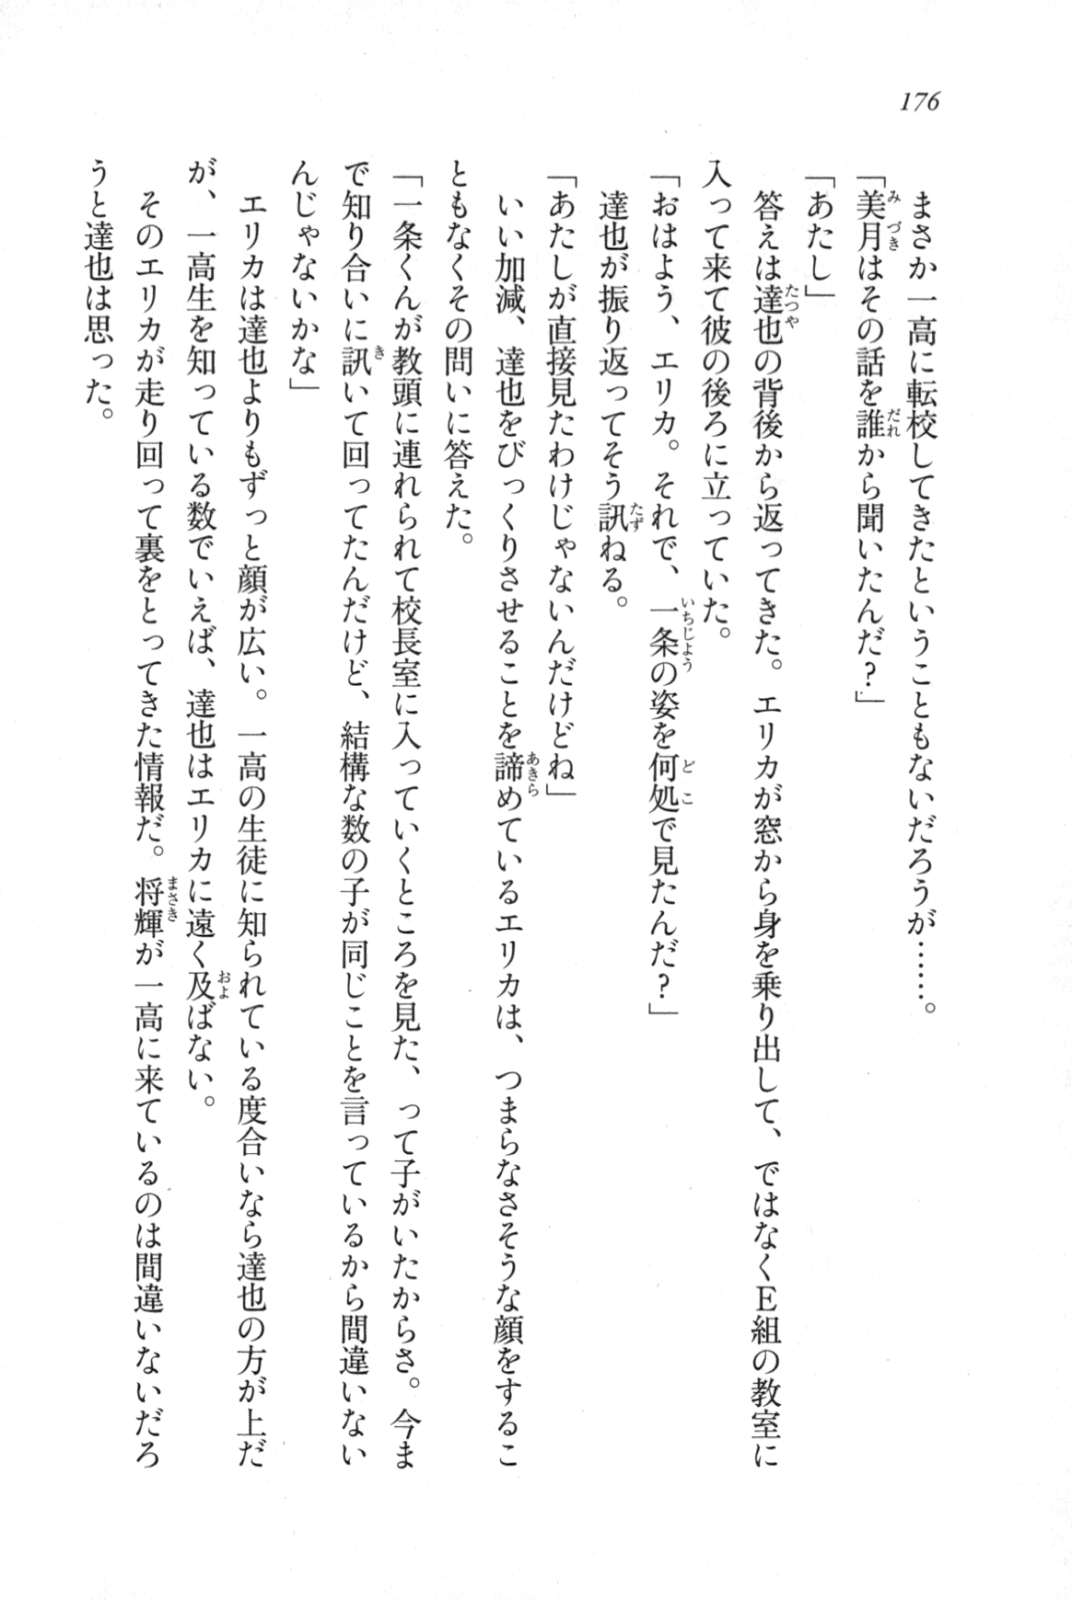 176
まさか一高に転校してきたということもないだろうが……。
「美月はその話を誰から聞いたんだ？」
「あたし」
答えは達也の背後から返ってきた。エリカが窓から身を乗り出して、ではなくＥ組の教室に
入って来て彼の後ろに立っていた。
「おはよう、エリカ。それで、一条の姿を何処で見たんだ？」
達也が振り返ってそう訊ねる。
「あたしが直接見たわけじゃないんだけどね」
いい加減、達也をびっくりさせることを諦めているエリカは、つまらなさそうな顔をするこ
ともなくその問いに答えた。
「一条くんが教頭に連れられて校長室に入っていくところを見た、って子がいたからさ。今ま
で知り合いに訊いて回ってたんだけど、結構な数の子が同じことを言っているから間違いない
んじゃないかな」
エリカは達也よりもずっと顔が広い。一高の生徒に知られている度合いなら達也の方が上だ
が、一高生を知っている数でいえば、達也はエリカに遠く及ばない。
そのエリカが走り回って裏をとってきた情報だ。将輝が一高に来ているのは間違いないだろ
うと達也は思った。